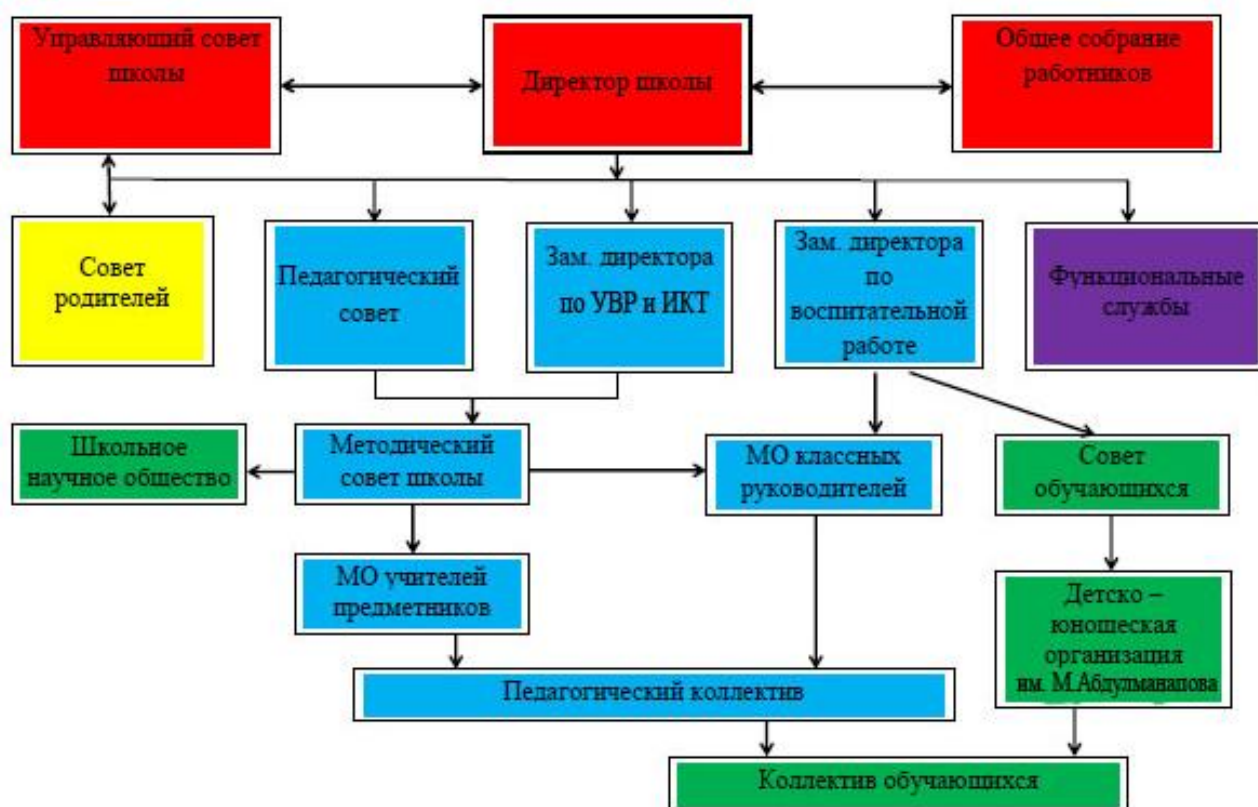 Управляющий совет
школы
Директор школы
Общее собрание
работников
Совет
родителей
Педагогический
совет
Зам. директора
по УВР и ИКТ
Зам. директора
по
воспитательной
работе
Функциональные
службы
Школьное
научное общество
Методический
совет школы
МО классных
руководителей
Совет
обучающихся
МО учителей
предметников
Детско –
юношеская
организация
им. М.Абдулманапова
Педагогический коллектив
Коллектив обучающихся